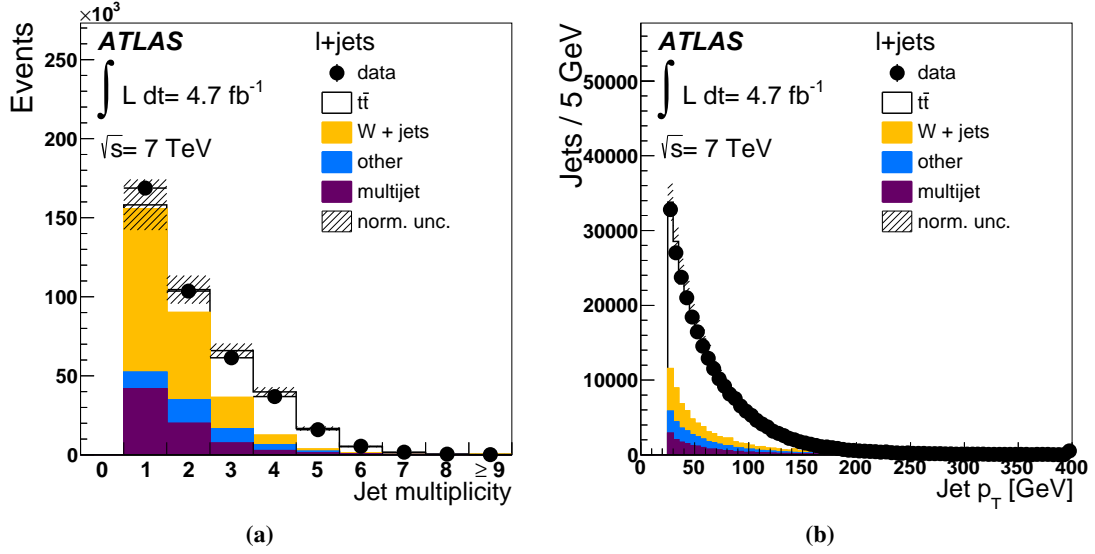 ×10³
Events
250
200
150
100
50
0
ATLAS
∫ L dt= 4.7 fb⁻¹
√s= 7 TeV
l+jets
data
tt̄
W + jets
other
multijet
norm. unc.
0 1 2 3 4 5 6 7 8 ≥9
Jet multiplicity
(a)
Jets / 5 GeV
50000
40000
30000
20000
10000
0
ATLAS
∫ L dt= 4.7 fb⁻¹
√s= 7 TeV
l+jets
data
tt̄
W + jets
other
multijet
norm. unc.
0 50 100 150 200 250 300 350 400
Jet p_T [GeV]
(b)